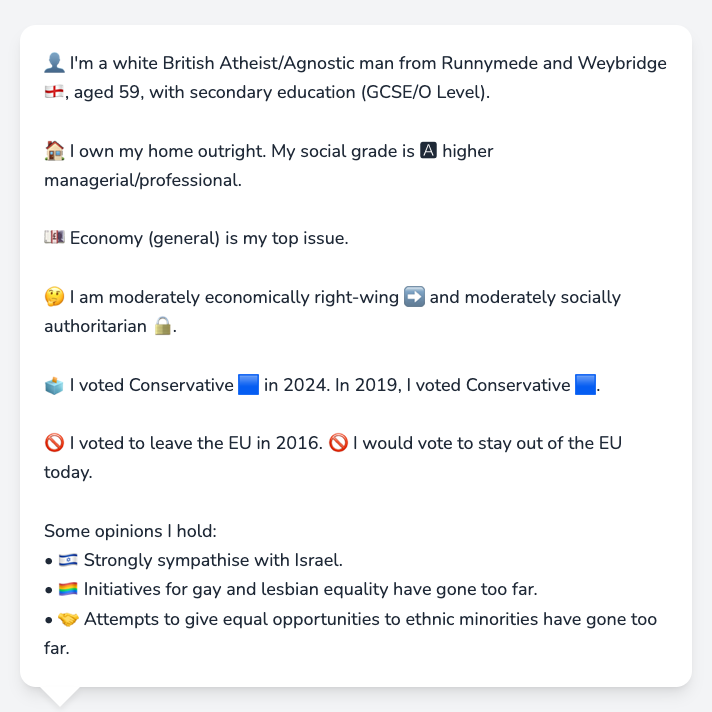 👤 I'm a white British Atheist/Agnostic man from Runnymede and Weybridge
🏴󠁧󠁢󠁥󠁮󠁧󠁿, aged 59, with secondary education (GCSE/O Level).
🏠 I own my home outright. My social grade is 🅰 higher
managerial/professional.
💷 Economy (general) is my top issue.
🤔 I am moderately economically right-wing ➡️ and moderately socially
authoritarian 🔒.
🗳️ I voted Conservative 🟦 in 2024. In 2019, I voted Conservative 🟦.
🚫 I voted to leave the EU in 2016. 🚫 I would vote to stay out of the EU
today.
Some opinions I hold:
• 🇮🇱 Strongly sympathise with Israel.
• 🏳️‍🌈 Initiatives for gay and lesbian equality have gone too far.
• 🤝 Attempts to give equal opportunities to ethnic minorities have gone too
far.